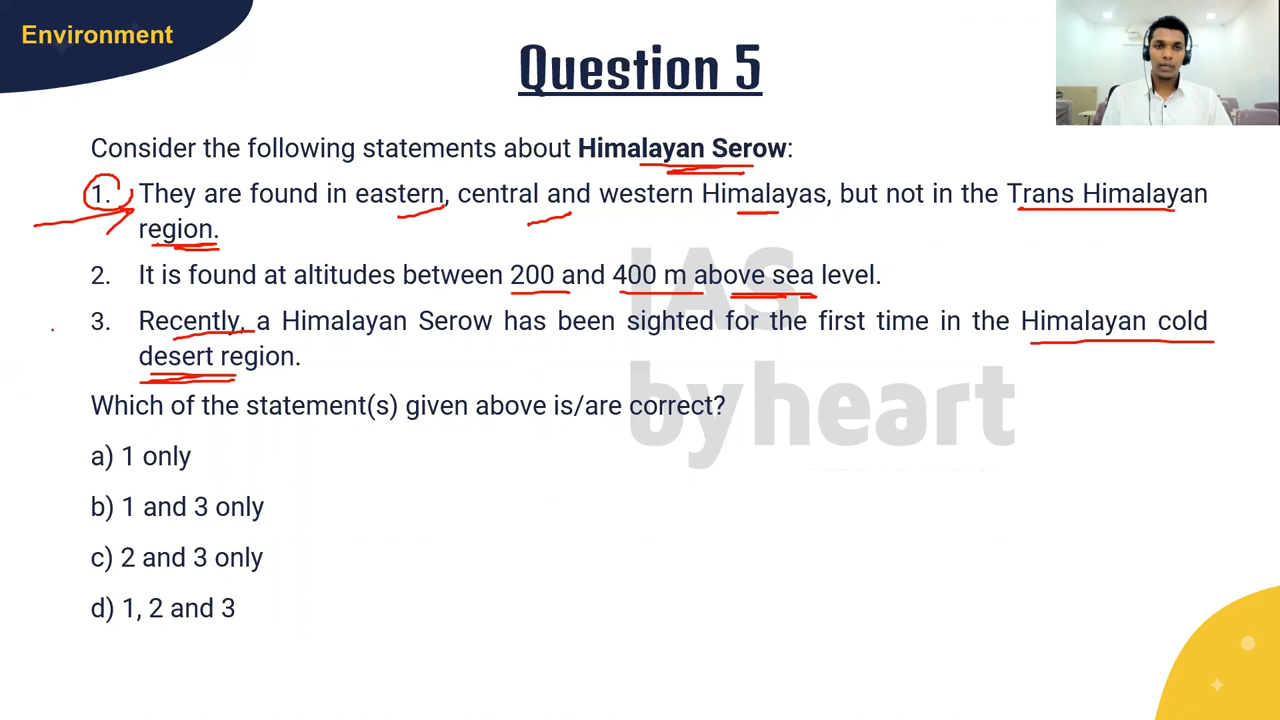 Environment
Question 5
Consider the following statements about Himalayan Serow:
1. They are found in eastern, central and western Himalayas, but not in the Trans Himalayan
region.
2. It is found at altitudes between 200 and 400 m above sea level.
3. Recently, a Himalayan Serow has been sighted for the first time in the Himalayan cold
desert region.
Which of the statement(s) given above is/are correct?
a) 1 only
b) 1 and 3 only
c) 2 and 3 only
d) 1, 2 and 3
IAS
by heart